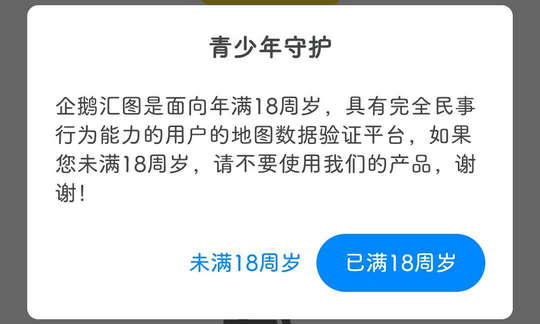 青少年守护
企鹅汇图是面向年满18周岁，具有完全民事
行为能力的用户的地图数据验证平台，如果
您未满18周岁，请不要使用我们的产品，谢
谢！
未满18周岁
已满18周岁